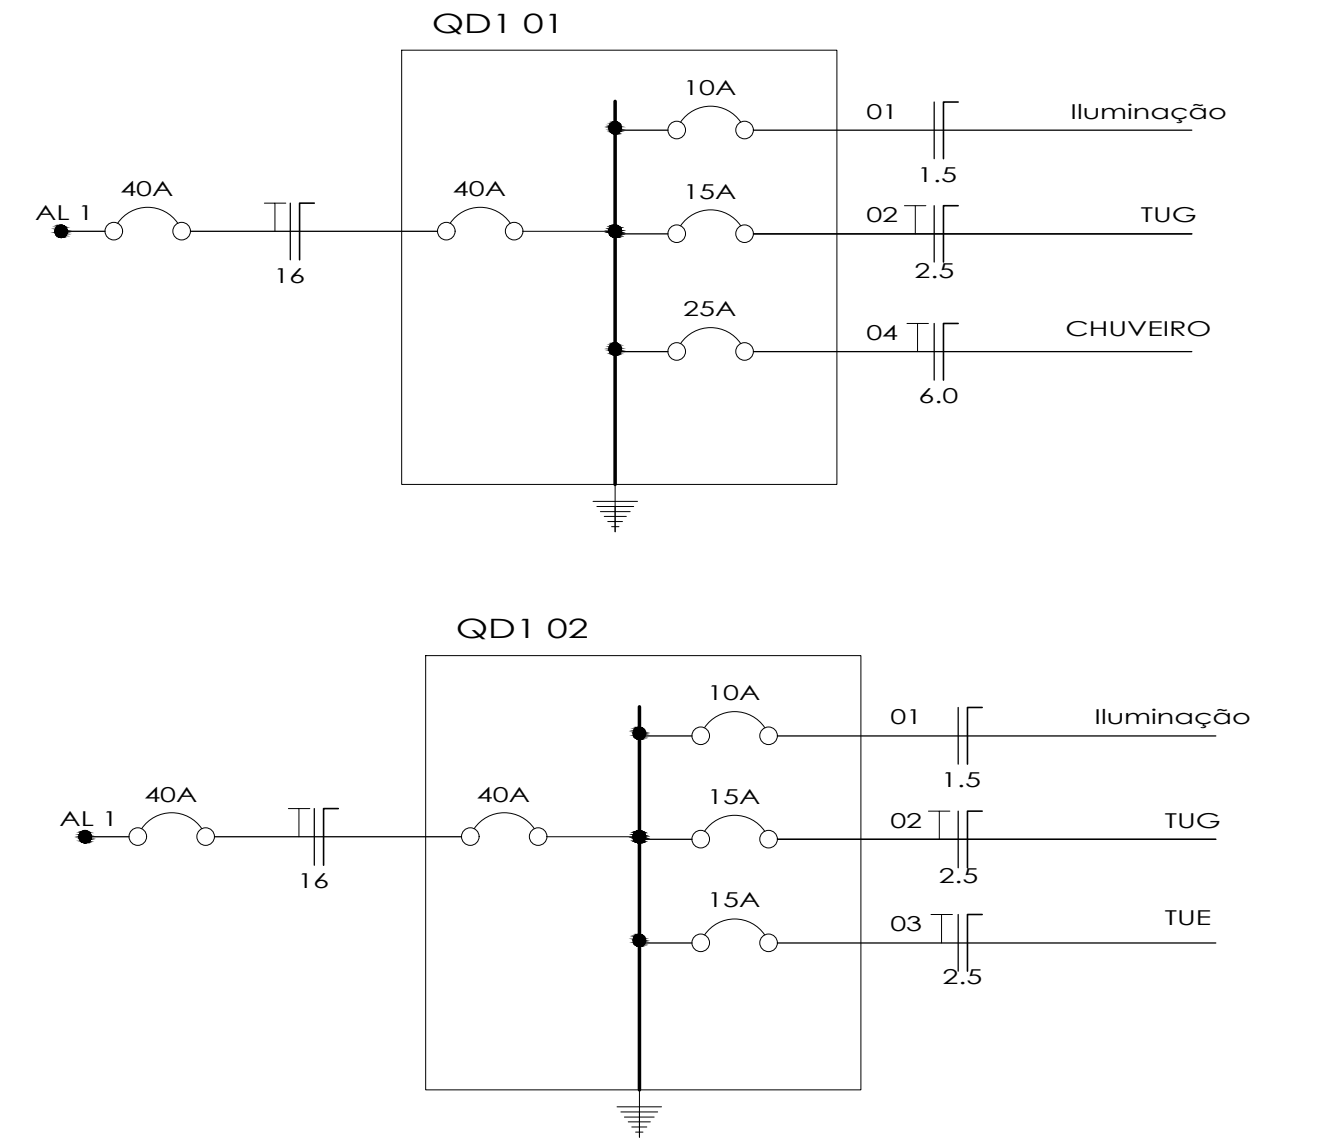 QD1 01
10A
01
Iluminação
1.5
AL 1
40A
16
40A
15A
02
TUG
2.5
25A
04
CHUVEIRO
6.0
QD1 02
10A
01
Iluminação
1.5
AL 1
40A
16
40A
15A
02
TUG
2.5
15A
03
TUE
2.5